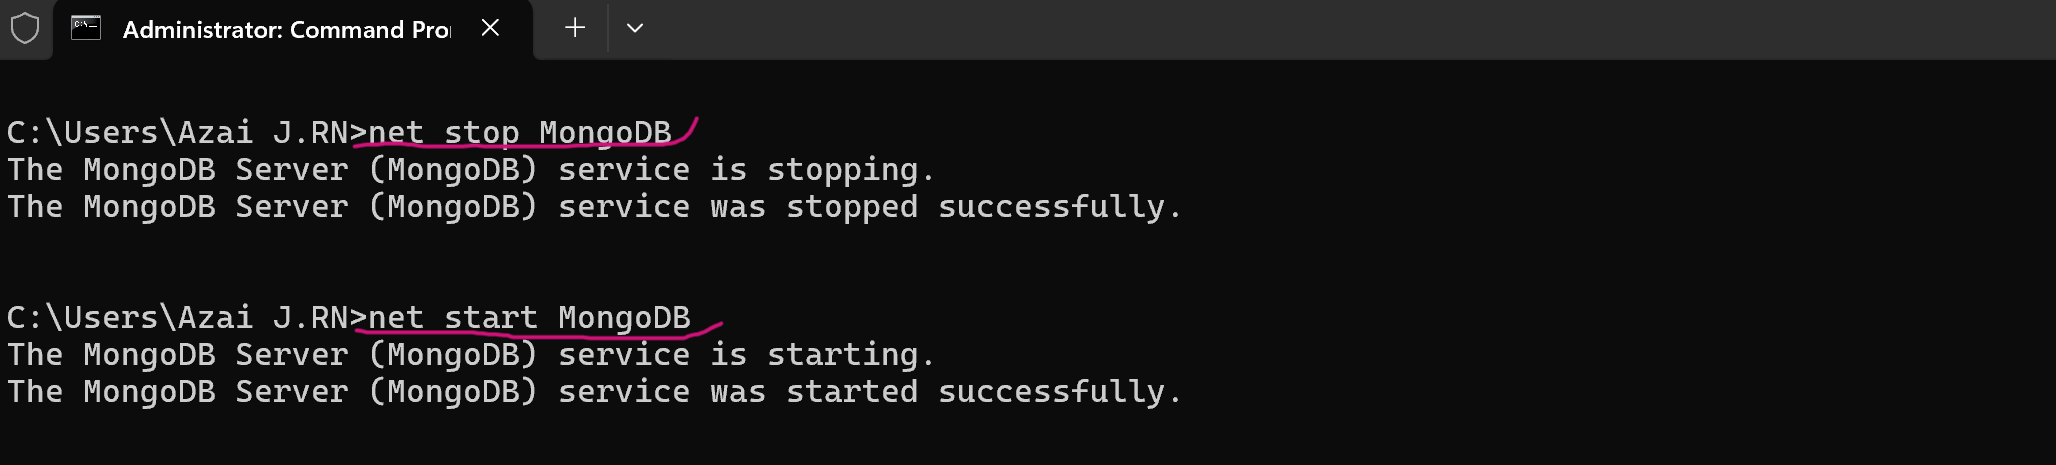 Administrator: Command Pro
C:\Users\Azai J.RN>net stop MongoDB
The MongoDB Server (MongoDB) service is stopping.
The MongoDB Server (MongoDB) service was stopped successfully.
C:\Users\Azai J.RN>net start MongoDB
The MongoDB Server (MongoDB) service is starting.
The MongoDB Server (MongoDB) service was started successfully.